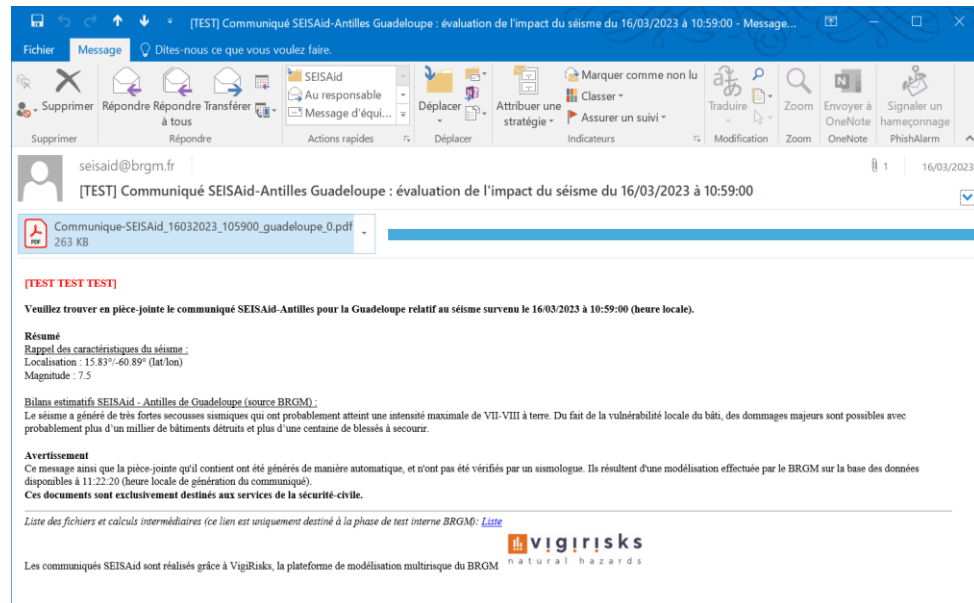 [TEST] Communiqué SEISAid-Antilles Guadeloupe : évaluation de l'impact du séisme du 16/03/2023 à 10:59:00 - Message...
Fichier Message Dites-nous ce que vous voulez faire.
Supprimer
Répondre Répondre à tous Transférer
SEISAid
Au responsable
Message d'équi...
Déplacer
Attribuer une stratégie
Marquer comme non lu
Classer
Assurer un suivi
Traduire
Zoom
Envoyer à OneNote
Signaler un hameçonnage
Supprimer Répondre Actions rapides Déplacer Indicateurs Modification Zoom OneNote PhishAlarm
seisaid@brgm.fr 1 16/03/2023
[TEST] Communiqué SEISAid-Antilles Guadeloupe : évaluation de l'impact du séisme du 16/03/2023 à 10:59:00
PDF
Communique-SEISAid_16032023_105900_guadeloupe_0.pdf
263 KB
[TEST TEST TEST]
Veuillez trouver en pièce-jointe le communiqué SEISAid-Antilles pour la Guadeloupe relatif au séisme survenu le 16/03/2023 à 10:59:00 (heure locale).
Résumé
Rappel des caractéristiques du séisme :
Localisation : 15.83°/-60.89° (lat/lon)
Magnitude : 7.5
Bilans estimatifs SEISAid - Antilles de Guadeloupe (source BRGM) :
Le séisme a généré de très fortes secousses sismiques qui ont probablement atteint une intensité maximale de VII-VIII à terre. Du fait de la vulnérabilité locale du bâti, des dommages majeurs sont possibles avec
probablement plus d'un millier de bâtiments détruits et plus d'une centaine de blessés à secourir.
Avertissement
Ce message ainsi que la pièce-jointe qu'il contient ont été générés de manière automatique, et n'ont pas été vérifiés par un sismologue. Ils résultent d'une modélisation effectuée par le BRGM sur la base des données
disponibles à 11:22:20 (heure locale de génération du communiqué).
Ces documents sont exclusivement destinés aux services de la sécurité-civile.
Liste des fichiers et calculs intermédiaires (ce lien est uniquement destiné à la phase de test interne BRGM): Liste
vigirisks
natural hazards
Les communiqués SEISAid sont réalisés grâce à VigiRisks, la plateforme de modélisation multirisque du BRGM